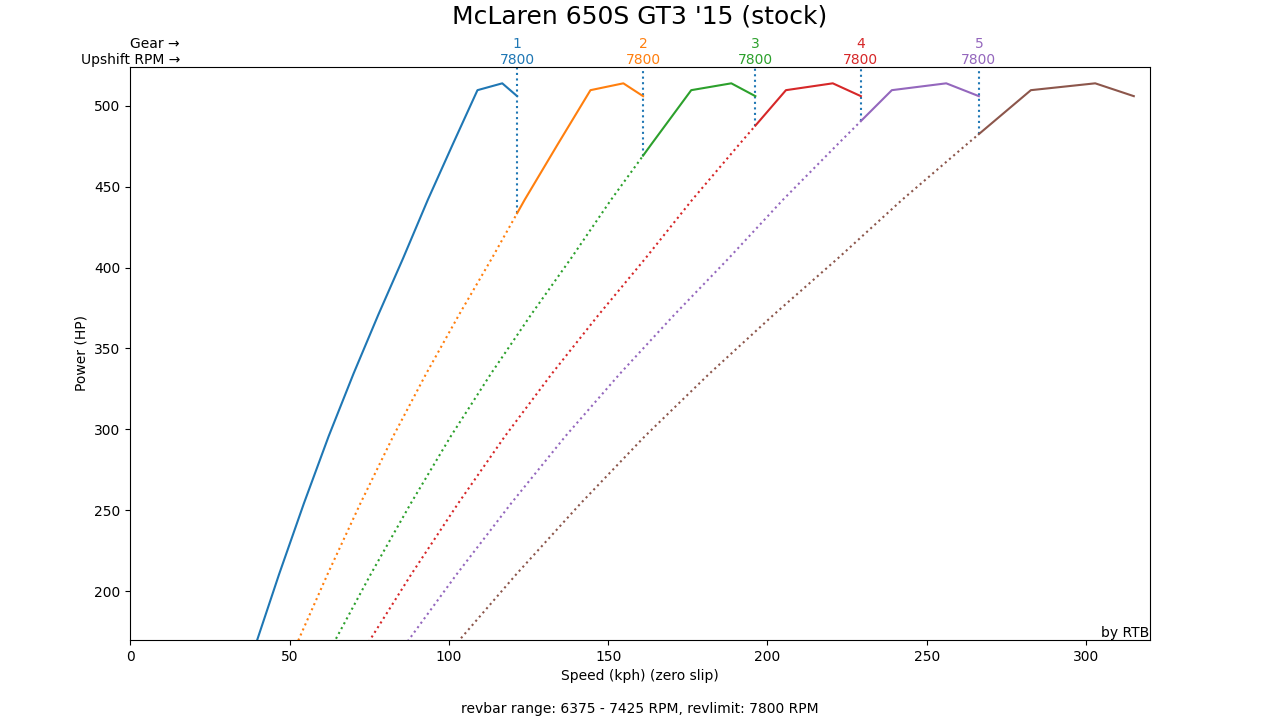 McLaren 650S GT3 '15 (stock)
Gear → 1 2 3 4 5
Upshift RPM → 7800 7800 7800 7800 7800
500
450
400
350
300
250
200
Power (HP)
by RTB
0 50 100 150 200 250 300
Speed (kph) (zero slip)
revbar range: 6375 - 7425 RPM, revlimit: 7800 RPM